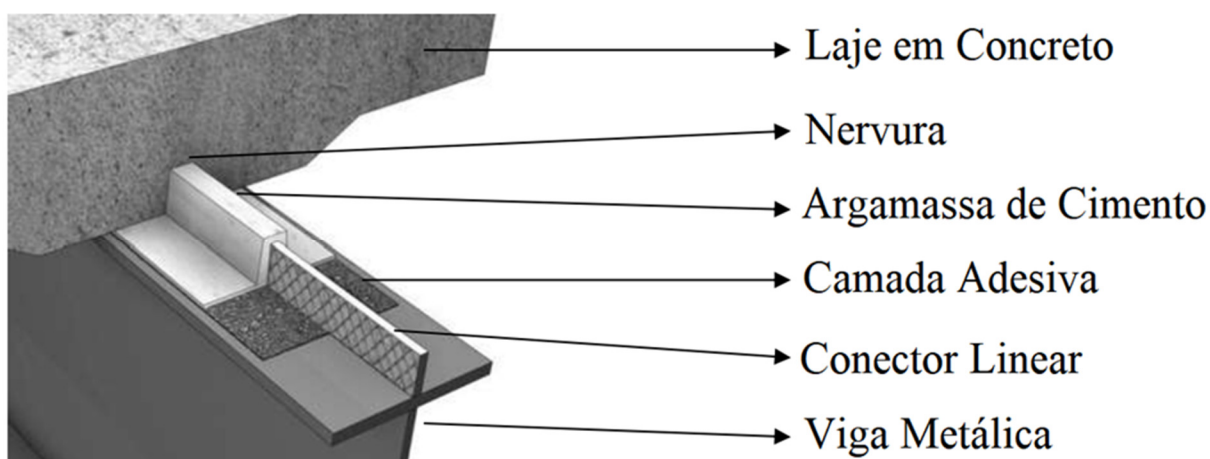 Laje em Concreto
Nervura
Argamassa de Cimento
Camada Adesiva
Conector Linear
Viga Metálica